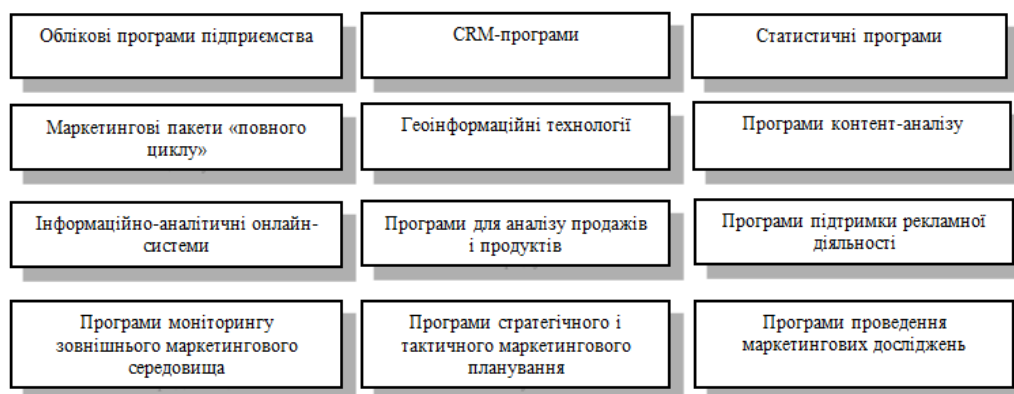 Облікові програми підприємства
CRM-програми
Статистичні програми
Маркетингові пакети «повного
циклу»
Геоінформаційні технології
Програми контент-аналізу
Інформаційно-аналітичні онлайн-
системи
Програми для аналізу продажів
і продуктів
Програми підтримки рекламної
діяльності
Програми моніторингу
зовнішнього маркетингового
середовища
Програми стратегічного і
тактичного маркетингового
планування
Програми проведення
маркетингових досліджень